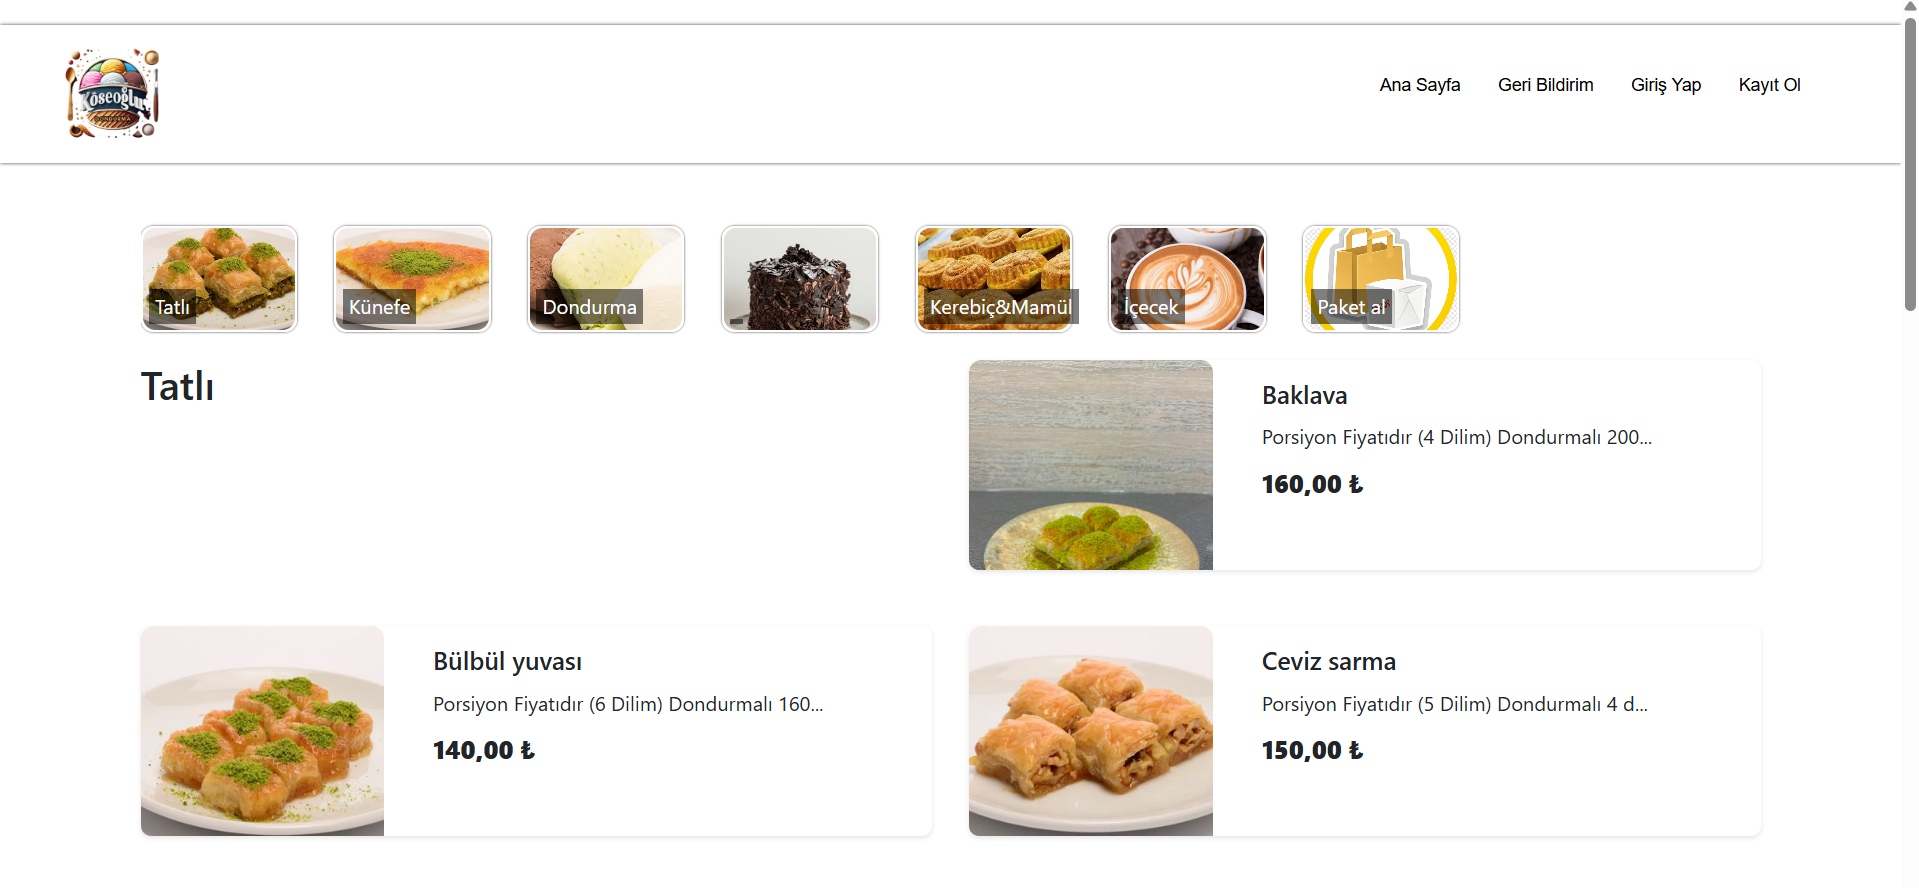 Köseoğlu
DONDURMA
Ana Sayfa
Geri Bildirim
Giriş Yap
Kayıt Ol
Tatlı
Künefe
Dondurma
Kerebiç&Mamül
İçecek
Paket al
Tatlı
Baklava
Porsiyon Fiyatıdır (4 Dilim) Dondurmalı 200...
160,00 ₺
Bülbül yuvası
Porsiyon Fiyatıdır (6 Dilim) Dondurmalı 160...
140,00 ₺
Ceviz sarma
Porsiyon Fiyatıdır (5 Dilim) Dondurmalı 4 d...
150,00 ₺